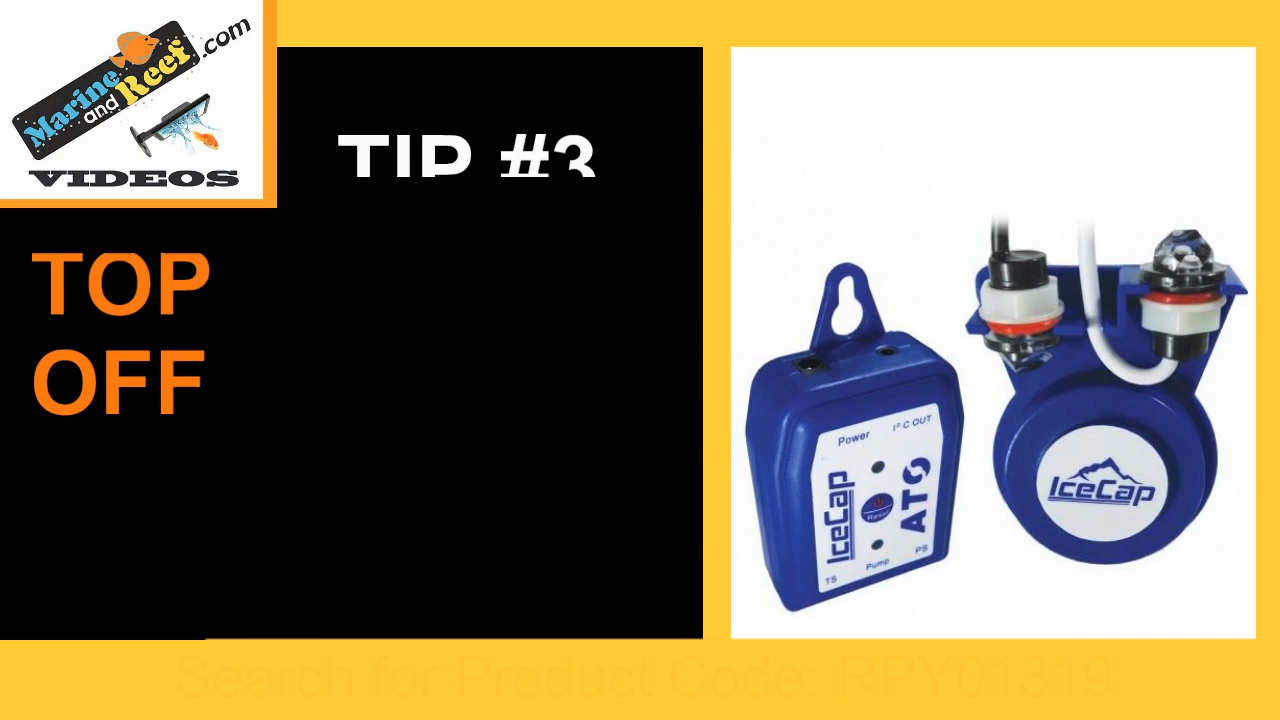 Marine
and Reef
.com
VIDEOS
TIP #3
TOP
OFF
Power
I²C OUT
IceCap
ATO
Reset
Pump
TS
PS
IceCap
Search for Product Code: RPY01319